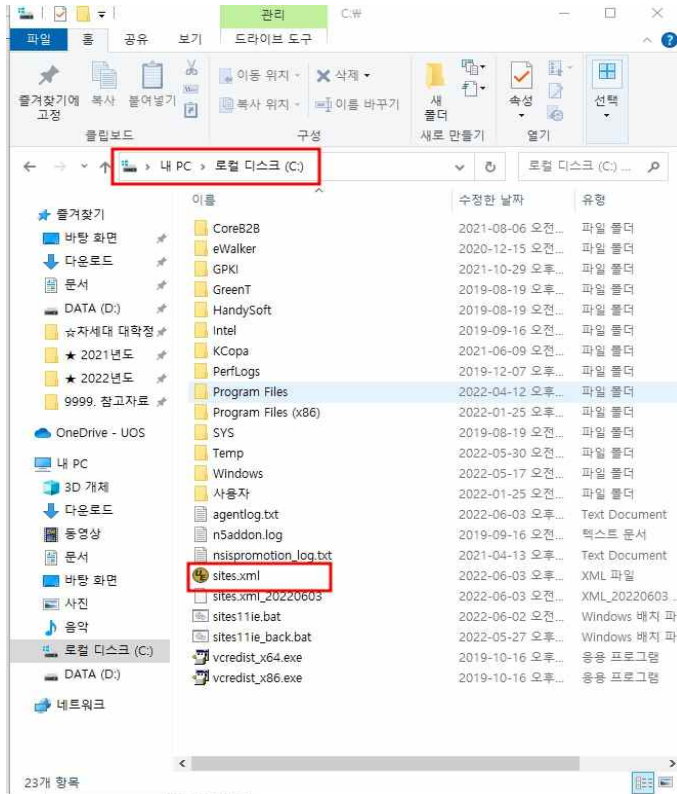 관리
C:₩
파일
홈
공유
보기
드라이브 도구
즐겨찾기에 고정
복사
붙여넣기
이동 위치
복사 위치
삭제
이름 바꾸기
새 폴더
속성
선택
클립보드
구성
새로 만들기
열기
내 PC > 로컬 디스크 (C:)
로컬 디스크 (C:) ...
이름
수정한 날짜
유형
즐겨찾기
바탕 화면
다운로드
문서
DATA (D:)
☆차세대 대학정
★ 2021년도
★ 2022년도
9999. 참고자료
OneDrive - UOS
내 PC
3D 개체
다운로드
동영상
문서
바탕 화면
사진
음악
로컬 디스크 (C:)
DATA (D:)
네트워크
CoreB2B 2021-08-06 오전... 파일 폴더
eWalker 2020-12-15 오전... 파일 폴더
GPKI 2021-10-29 오후... 파일 폴더
GreenT 2019-08-19 오후... 파일 폴더
HandySoft 2019-08-19 오전... 파일 폴더
Intel 2019-09-16 오전... 파일 폴더
KCopa 2021-06-09 오전... 파일 폴더
PerfLogs 2019-12-07 오후... 파일 폴더
Program Files 2022-04-12 오후... 파일 폴더
Program Files (x86) 2022-01-25 오전... 파일 폴더
SYS 2019-08-19 오전... 파일 폴더
Temp 2022-05-30 오전... 파일 폴더
Windows 2022-05-17 오전... 파일 폴더
사용자 2022-01-25 오전... 파일 폴더
agentlog.txt 2022-06-03 오후... Text Document
n5addon.log 2019-09-16 오전... 텍스트 문서
nsispromotion_log.txt 2021-04-13 오후... Text Document
sites.xml 2022-06-03 오후... XML 파일
sites.xml_20220603 2022-06-03 오전... XML_20220603 ...
sites11ie.bat 2022-06-02 오전... Windows 배치 파
sites11ie_back.bat 2022-05-27 오후... Windows 배치 파
vcredist_x64.exe 2019-10-16 오후... 응용 프로그램
vcredist_x86.exe 2019-10-16 오후... 응용 프로그램
23개 항목